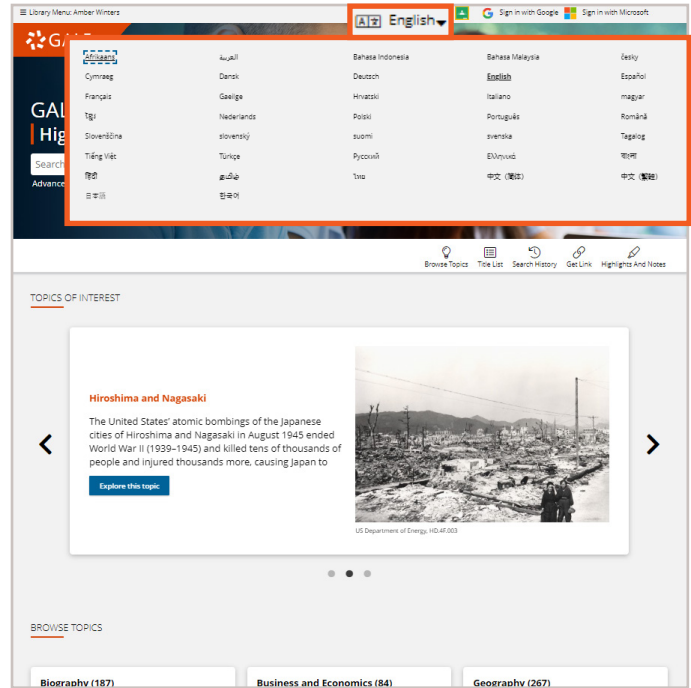 Library Menu: Amber Winters
English
Sign in with Google
Sign in with Microsoft
Afrikaans العربية Bahasa Indonesia Bahasa Malaysia česky
Cymraeg Dansk Deutsch English Español
Français Gaeilge Hrvatski italiano magyar
Nederlands Polski Português Română
Slovenščina slovenský suomi svenska Tagalog
Tiếng Việt Türkçe Русский Ελληνικά বাংলা
हिंदी தமிழ் ไทย 中文 (简体) 中文 (繁體)
日本語 한국어
GAL
Hig
Search
Advance
Browse Topics Title List Search History Get Link Highlights And Notes
TOPICS OF INTEREST
Hiroshima and Nagasaki
The United States' atomic bombings of the Japanese
cities of Hiroshima and Nagasaki in August 1945 ended
World War II (1939–1945) and killed tens of thousands of
people and injured thousands more, causing Japan to
Explore this topic
US Department of Energy, HD.4F.003
BROWSE TOPICS
Biography (187) Business and Economics (84) Geography (267)